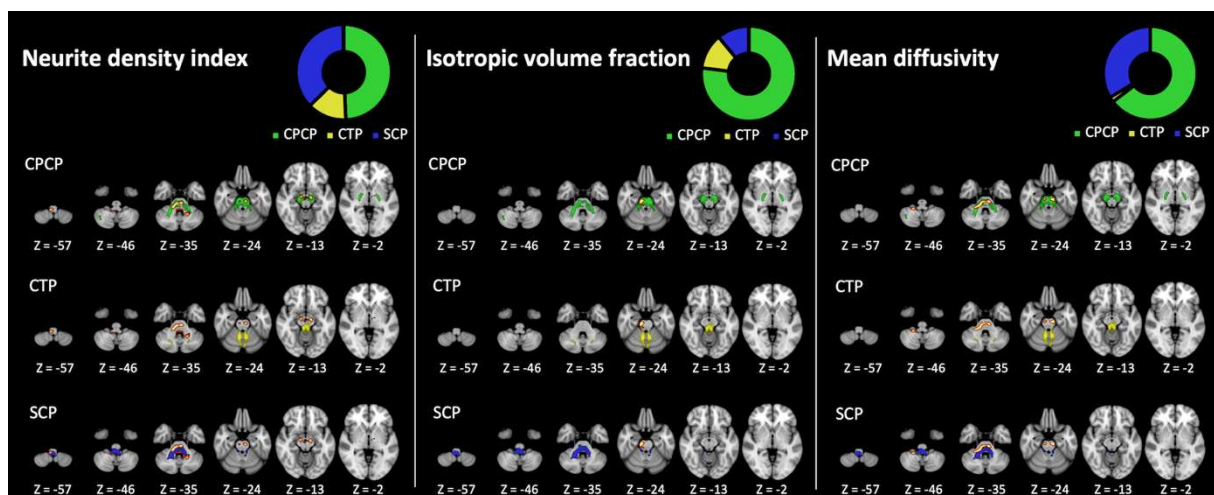 Neurite density index
■ CPCP ■ CTP ■ SCP
CPCP
Z = -57 Z = -46 Z = -35 Z = -24 Z = -13 Z = -2
CTP
Z = -57 Z = -46 Z = -35 Z = -24 Z = -13 Z = -2
SCP
Z = -57 Z = -46 Z = -35 Z = -24 Z = -13 Z = -2
Isotropic volume fraction
■ CPCP ■ CTP ■ SCP
CPCP
Z = -57 Z = -46 Z = -35 Z = -24 Z = -13 Z = -2
CTP
Z = -57 Z = -46 Z = -35 Z = -24 Z = -13 Z = -2
SCP
Z = -57 Z = -46 Z = -35 Z = -24 Z = -13 Z = -2
Mean diffusivity
■ CPCP ■ CTP ■ SCP
CPCP
Z = -57 Z = -46 Z = -35 Z = -24 Z = -13 Z = -2
CTP
Z = -57 Z = -46 Z = -35 Z = -24 Z = -13 Z = -2
SCP
Z = -57 Z = -46 Z = -35 Z = -24 Z = -13 Z = -2